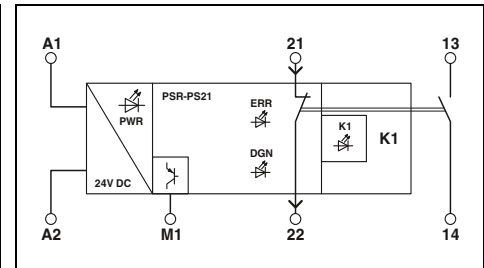 A1 21 13
PSR-PS21
ERR
PWR
K1 K1
DGN
24V DC
A2 M1 22 14